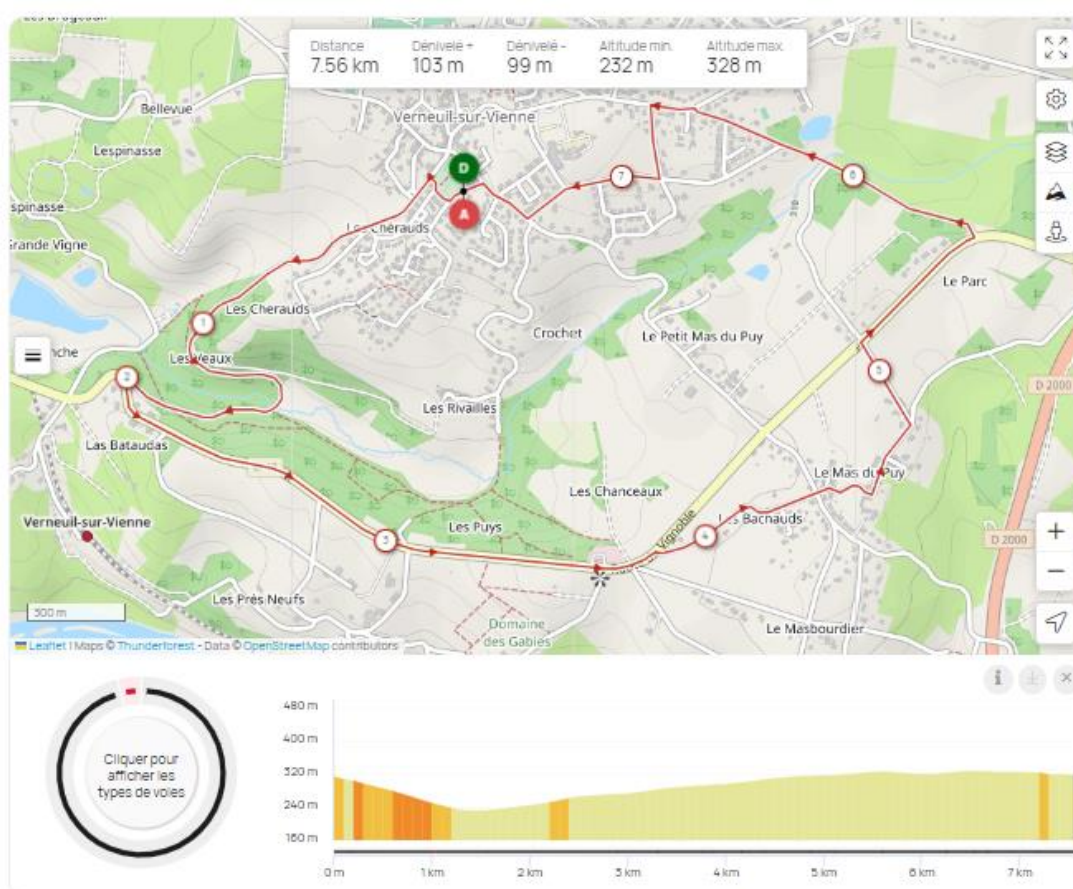 Distance
7.56 km
Dénivelé +
103 m
Dénivelé -
99 m
Altitude min.
232 m
Altitude max.
328 m
Bellevue
Verneuil-sur-Vienne
Lespinasse
D
7
6
spinasse
A
310
Grande Vigne
Le Parc
Les Cherauds
1
Crochet
Le Petit Mas du Puy
Les Veaux
2
5
D 2000
Les Rivailles
Las Bataudas
Le Mas du Puy
Les Chanceaux
Verneuil-sur-Vienne
Les Puys
Vignoble
4
Les Bacnauds
3
D 2000
+
−
Les Prés Neufs
300 m
Domaine
des Gabies
Le Masbourdier
Leaflet | Maps © Thunderforest - Data © OpenStreetMap contributors
i
480 m
400 m
320 m
240 m
160 m
Cliquer pour
afficher les
types de voies
0 m
1 km
2 km
3 km
4 km
5 km
6 km
7 km